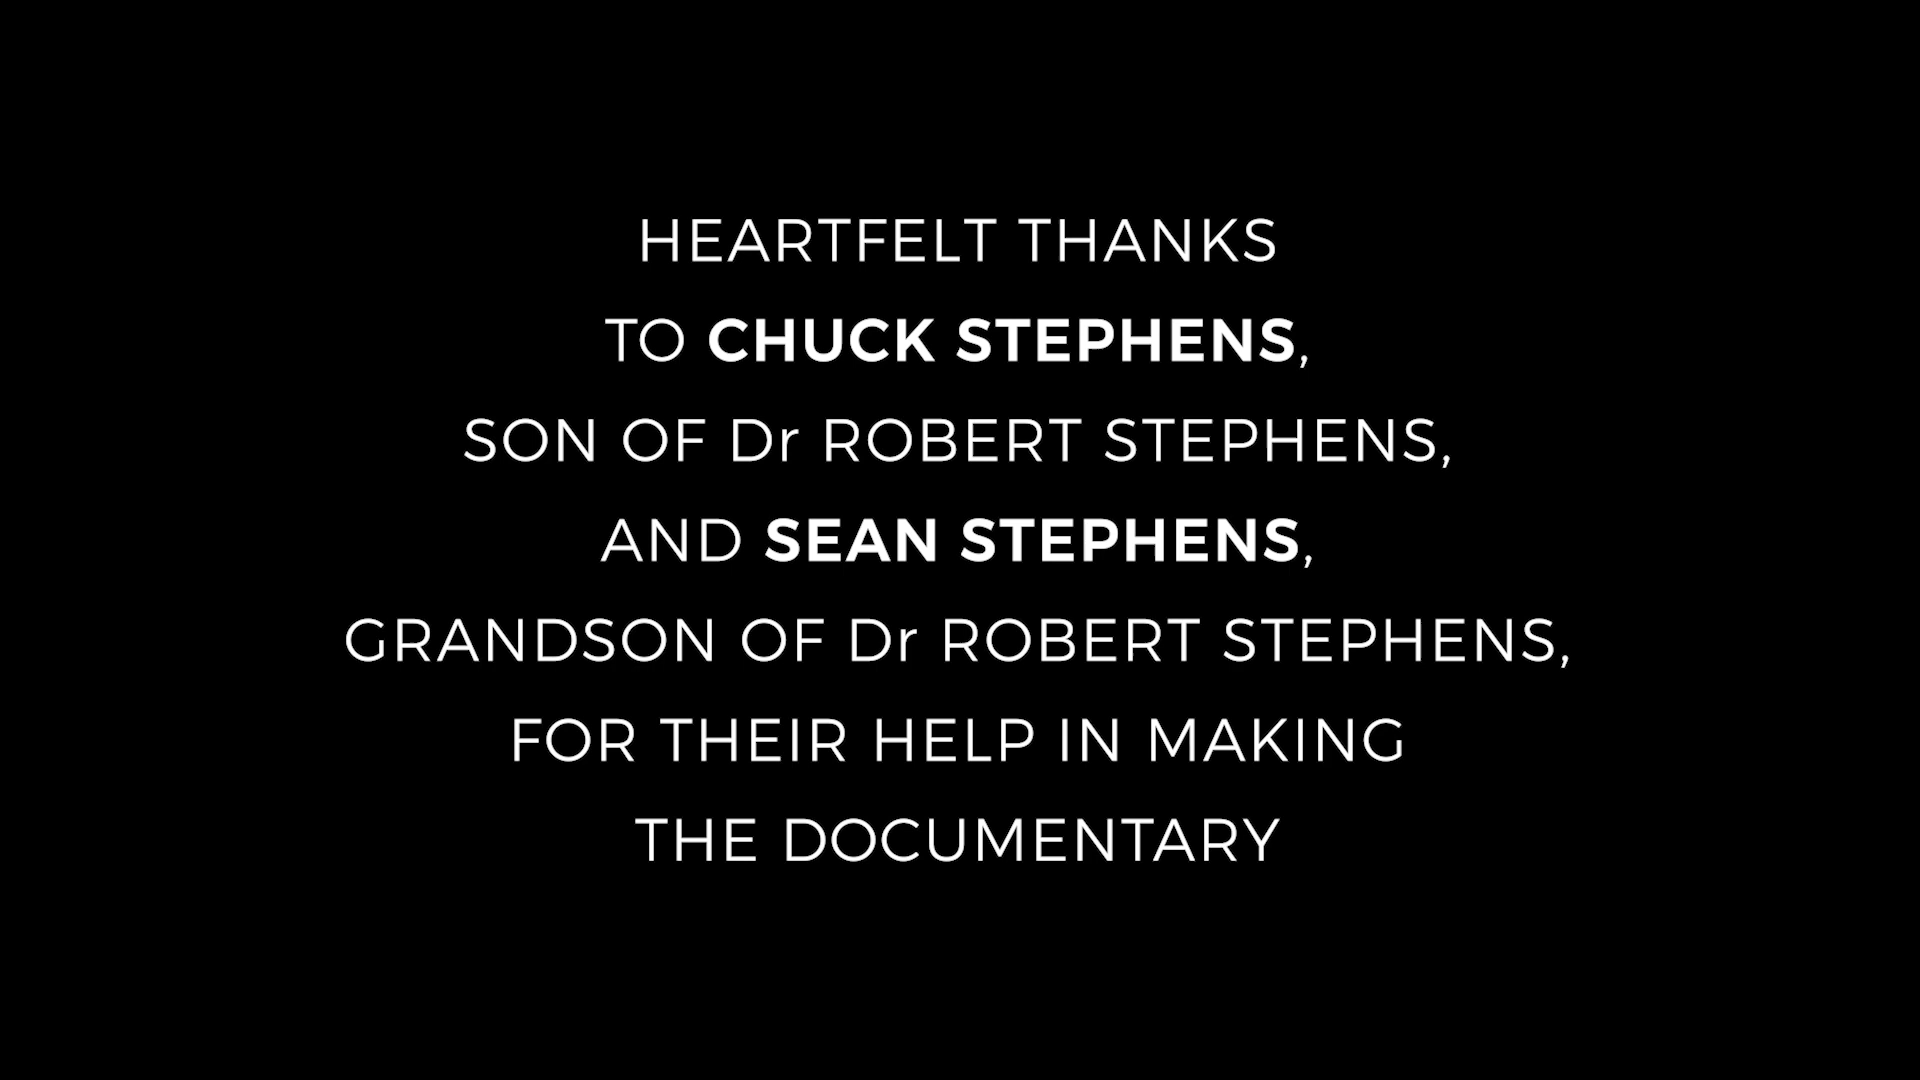 HEARTFELT THANKS
TO CHUCK STEPHENS,
SON OF Dr ROBERT STEPHENS,
AND SEAN STEPHENS,
GRANDSON OF Dr ROBERT STEPHENS,
FOR THEIR HELP IN MAKING
THE DOCUMENTARY